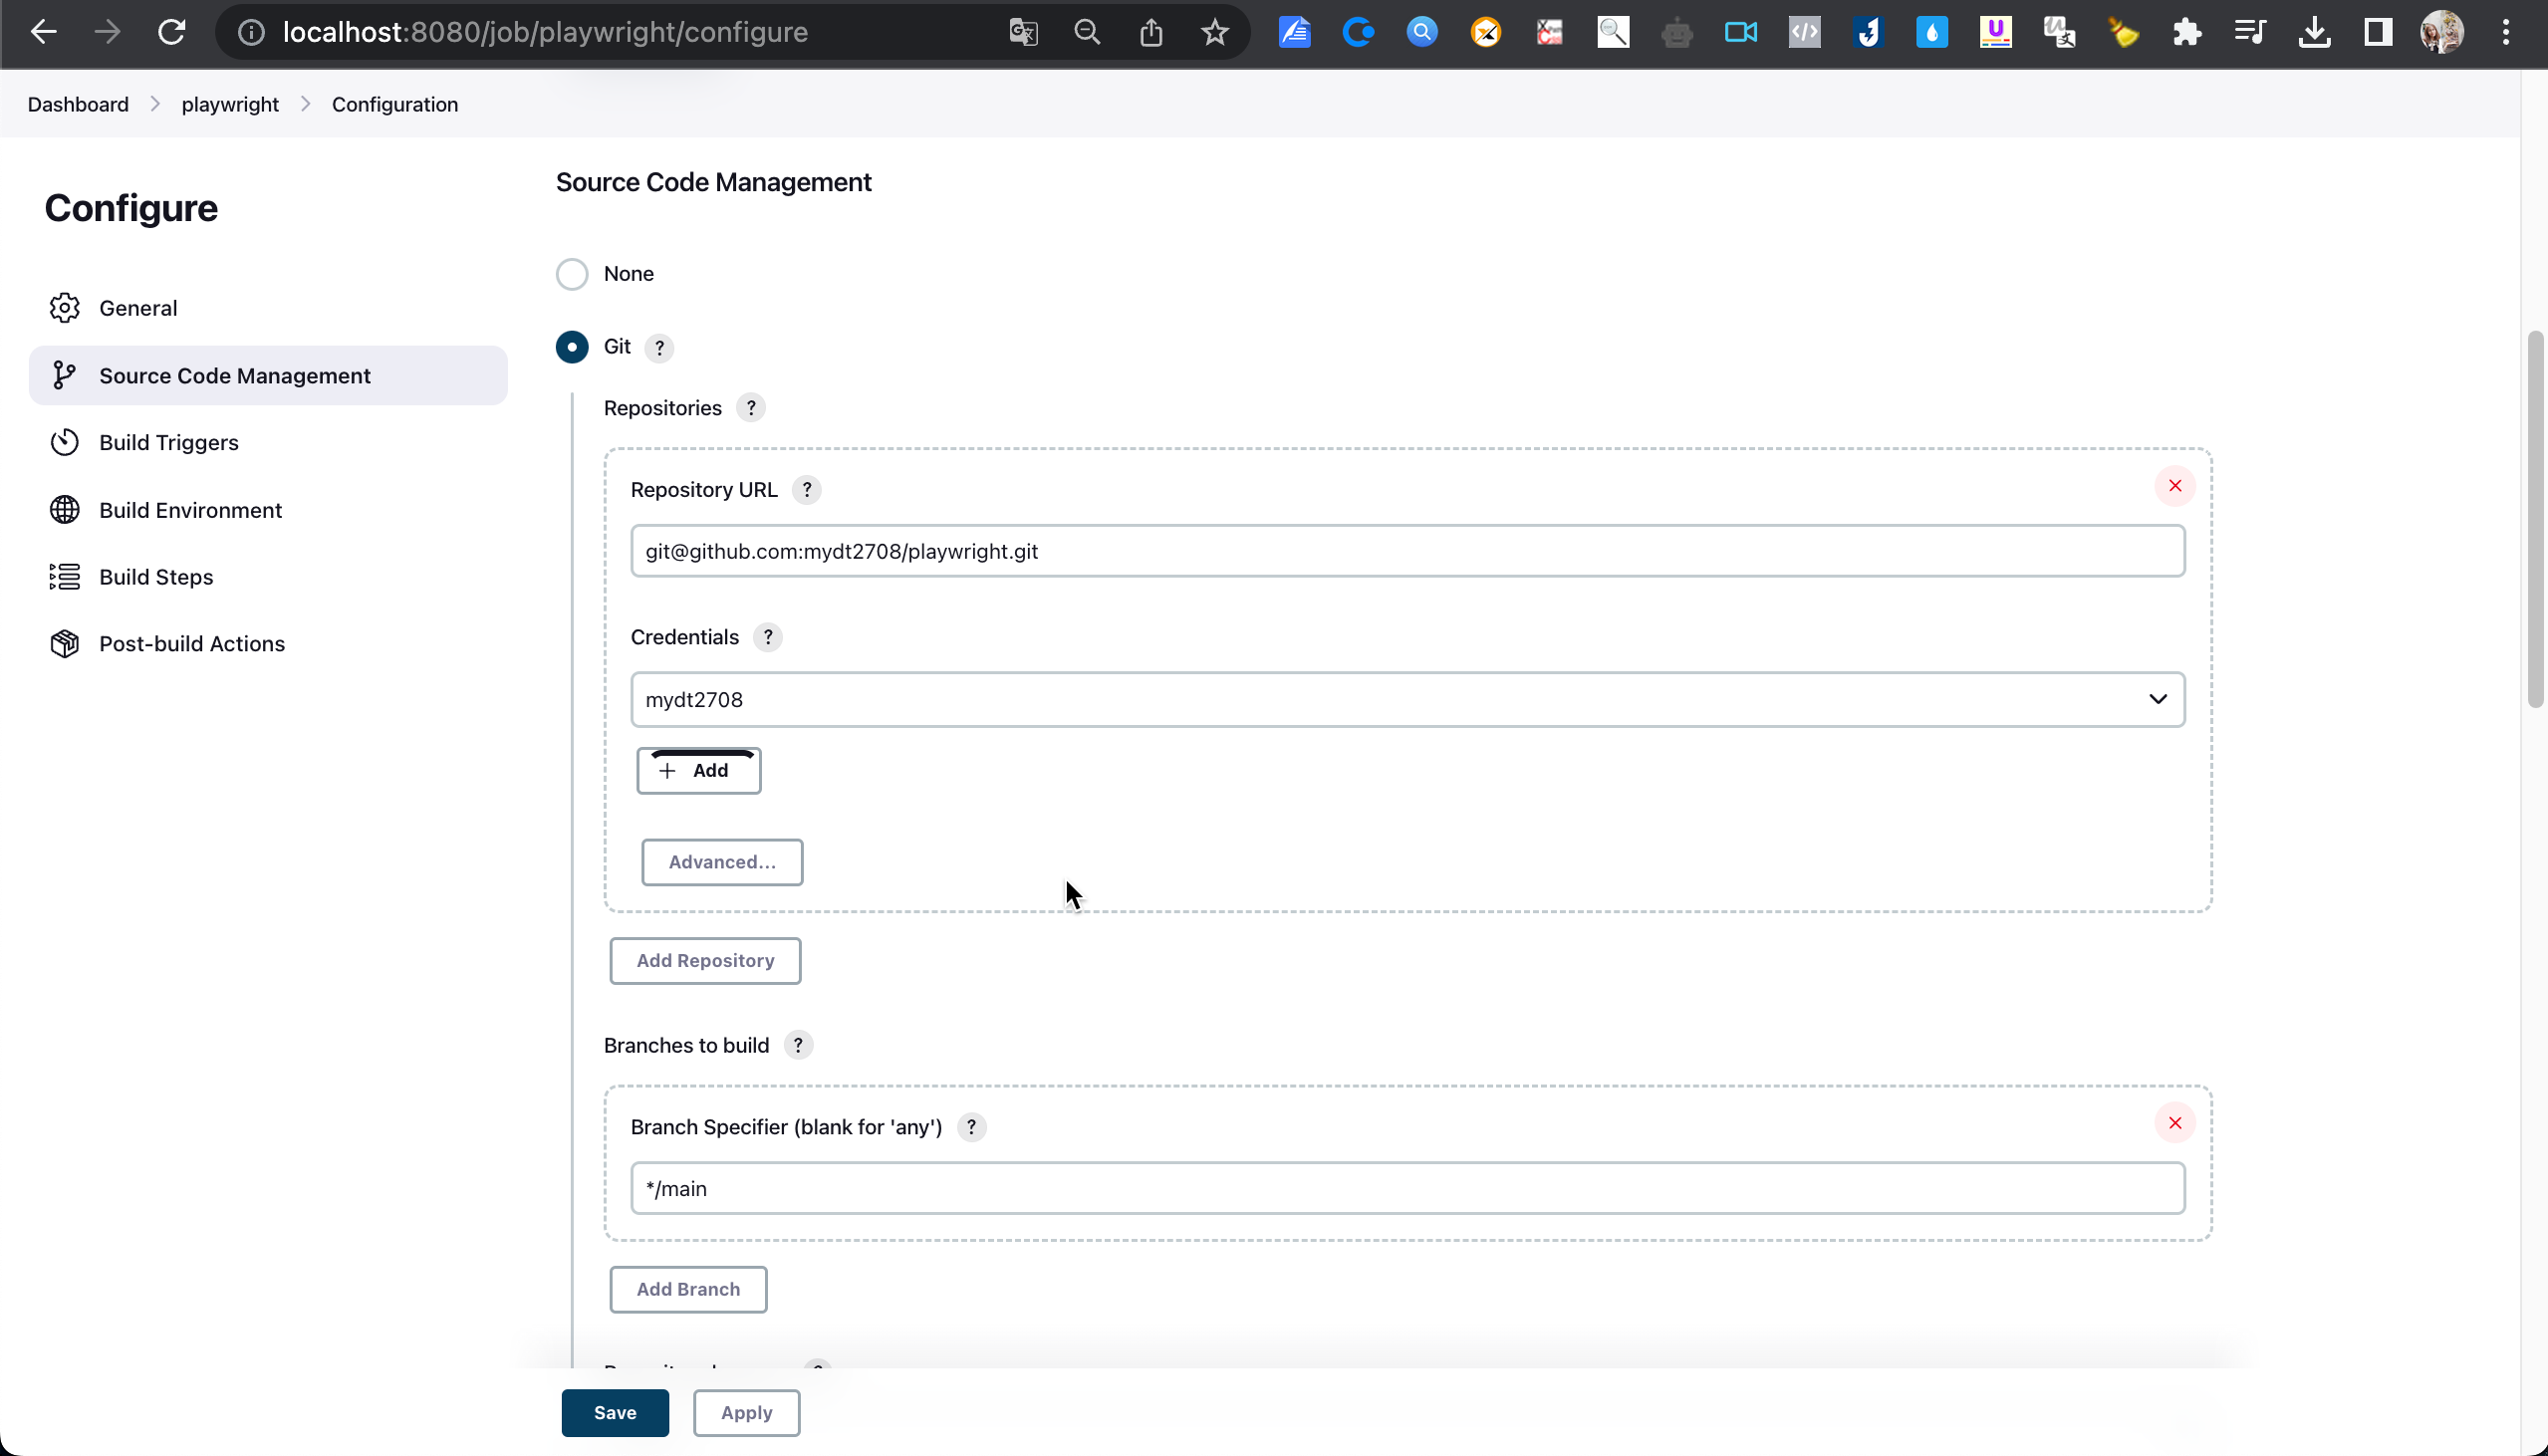 localhost:8080/job/playwright/configure
Dashboard
playwright
Configuration
Configure
General
Source Code Management
Build Triggers
Build Environment
Build Steps
Post-build Actions
Source Code Management
None
Git ?
Repositories ?
Repository URL ?
git@github.com:mydt2708/playwright.git
Credentials ?
mydt2708
+ Add
Advanced...
Add Repository
Branches to build ?
Branch Specifier (blank for 'any') ?
*/main
Add Branch
Save
Apply